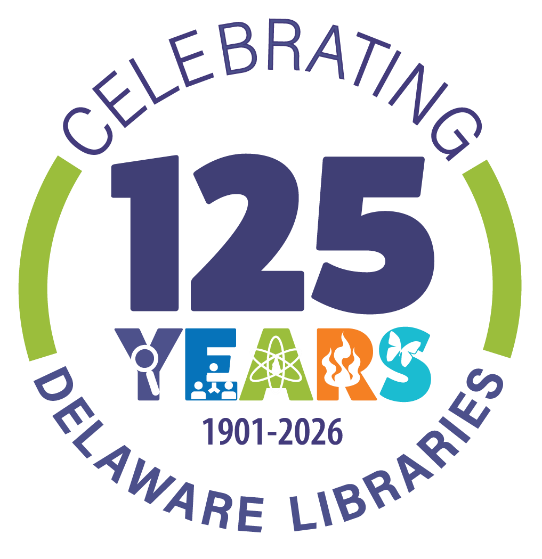 CELEBRATING
125
YEARS
1901-2026
DELAWARE LIBRARIES